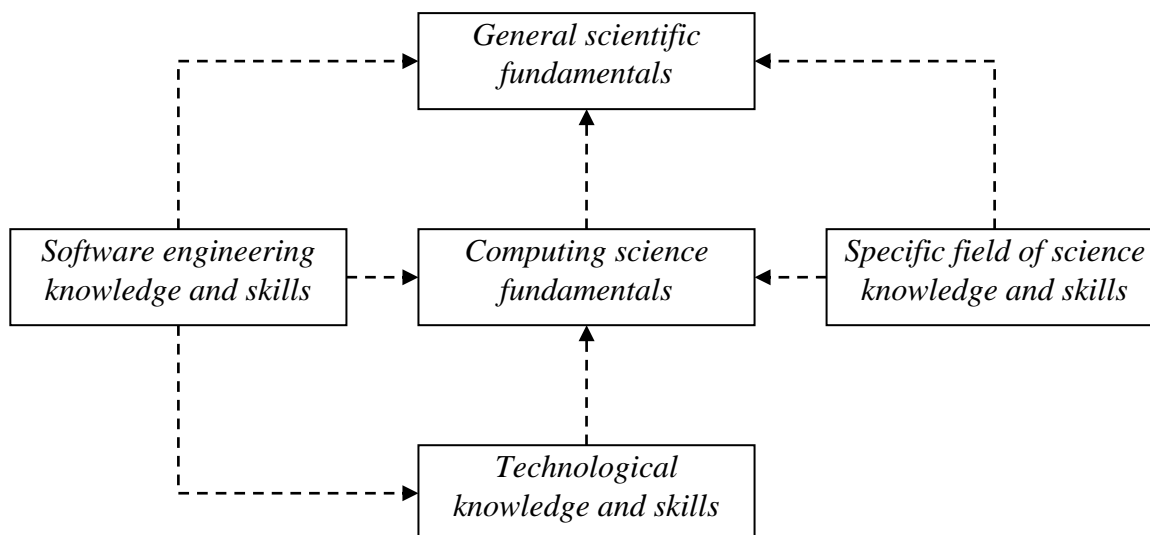 General scientific
fundamentals
Software engineering
knowledge and skills
Computing science
fundamentals
Specific field of science
knowledge and skills
Technological
knowledge and skills